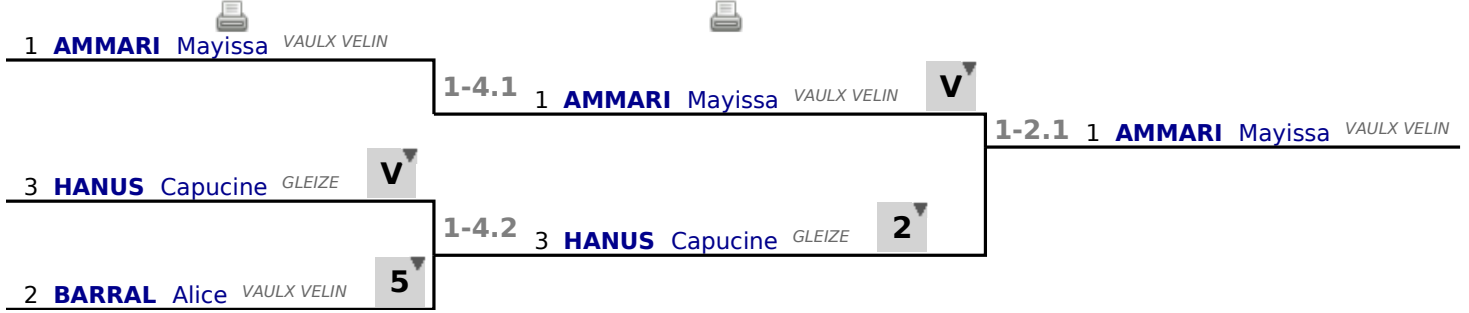 1 AMMARI Mayissa VAULX VELIN
1-4.1 1 AMMARI Mayissa VAULX VELIN V
1-2.1 1 AMMARI Mayissa VAULX VELIN
3 HANUS Capucine GLEIZE V
1-4.2 3 HANUS Capucine GLEIZE 2
2 BARRAL Alice VAULX VELIN 5